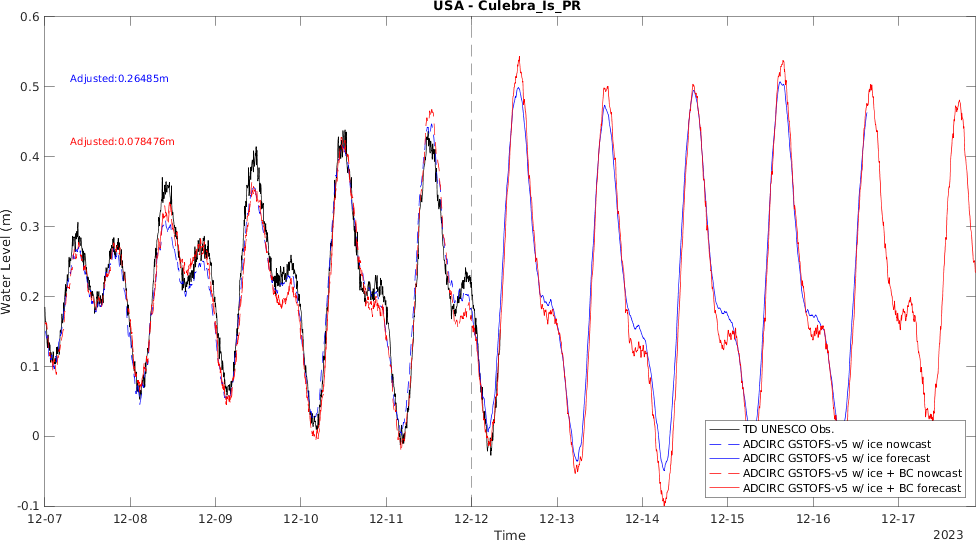 USA - Culebra_Is_PR
0.6
0.5
0.4
0.3
0.2
0.1
0
-0.1
Water Level (m)
Adjusted:0.26485m
Adjusted:0.078476m
TD UNESCO Obs.
ADCIRC GSTOFS-v5 w/ ice nowcast
ADCIRC GSTOFS-v5 w/ ice forecast
ADCIRC GSTOFS-v5 w/ ice + BC nowcast
ADCIRC GSTOFS-v5 w/ ice + BC forecast
12-07 12-08 12-09 12-10 12-11 12-12 12-13 12-14 12-15 12-16 12-17
Time
2023